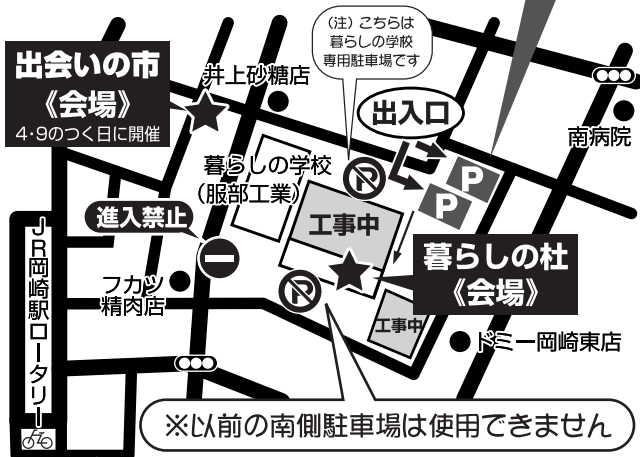 (注)こちらは
暮らしの学校
専用駐車場です
出会いの市
《会場》
4・9のつく日に開催
井上砂糖店
出入口
南病院
暮らしの学校
(服部工業)
P
P
P
工事中
進入禁止
暮らしの杜
《会場》
フカツ
精肉店
P
工事中
ドミー岡崎東店
JR岡崎駅ロータリー
※以前の南側駐車場は使用できません